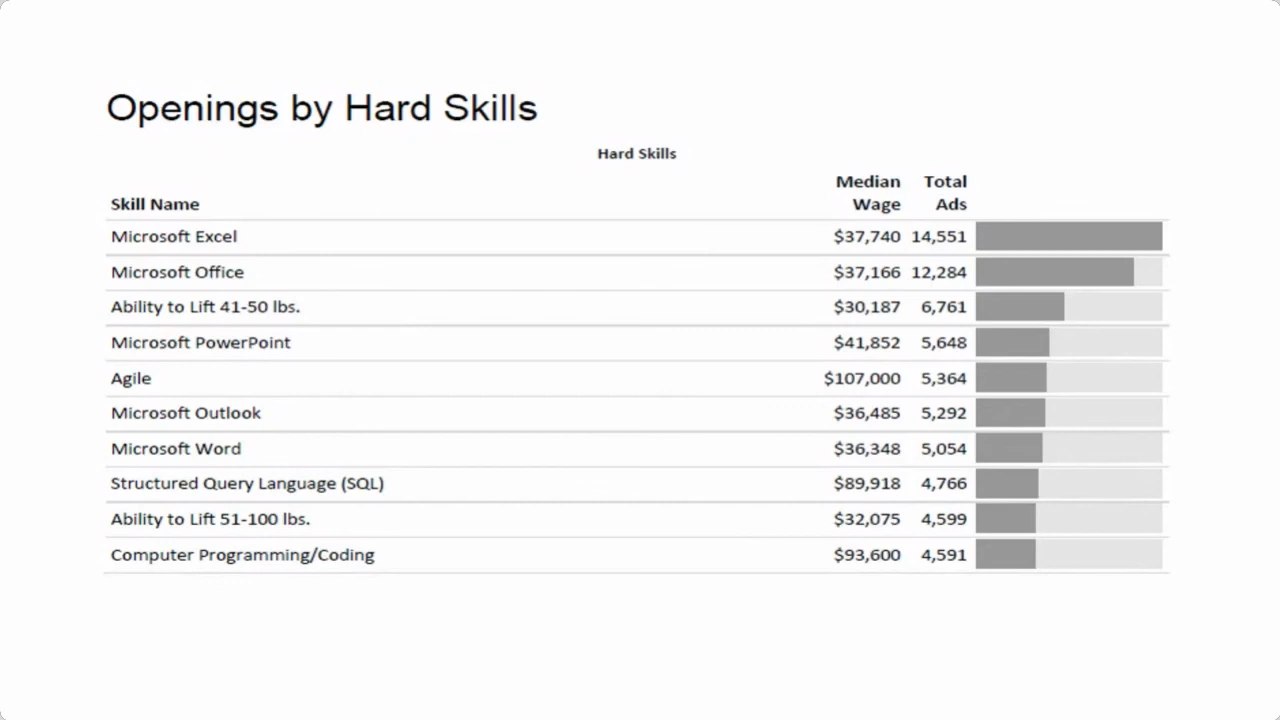 Openings by Hard Skills
Hard Skills
Skill Name Median Wage Total Ads
Microsoft Excel $37,740 14,551
Microsoft Office $37,166 12,284
Ability to Lift 41-50 lbs. $30,187 6,761
Microsoft PowerPoint $41,852 5,648
Agile $107,000 5,364
Microsoft Outlook $36,485 5,292
Microsoft Word $36,348 5,054
Structured Query Language (SQL) $89,918 4,766
Ability to Lift 51-100 lbs. $32,075 4,599
Computer Programming/Coding $93,600 4,591